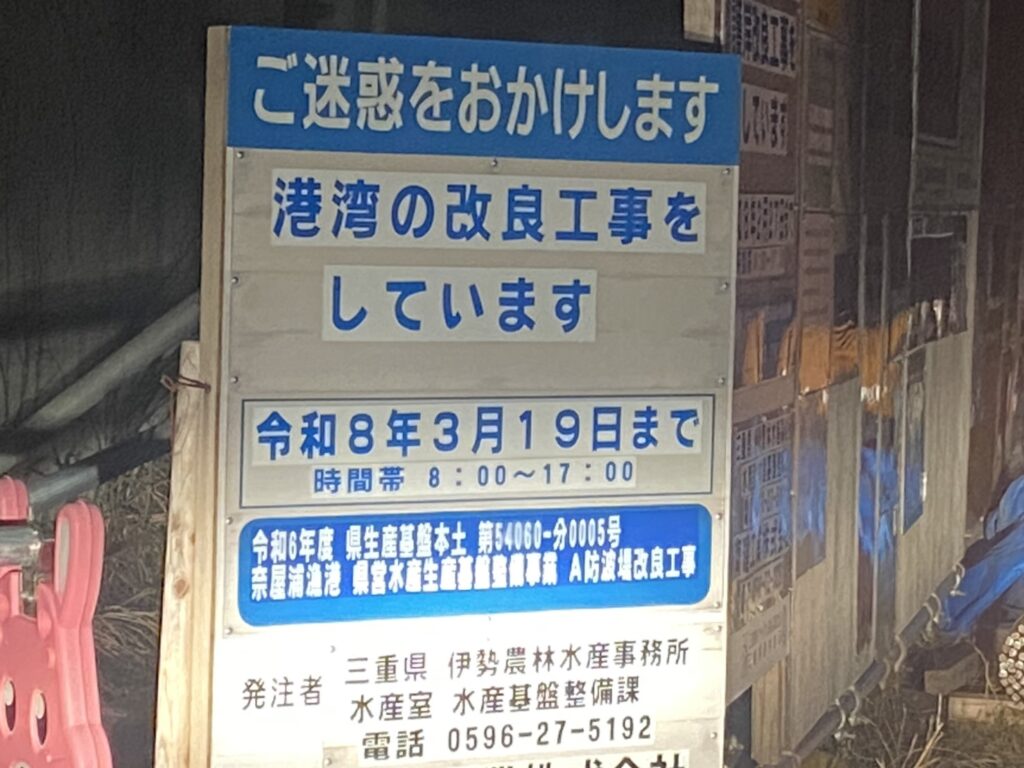 ご迷惑をおかけします
港湾の改良工事を
しています
令和8年3月19日まで
時間帯 8：00～17：00
令和6年度 県生産基盤本土 第54060-分0005号
奈屋浦漁港 県営水産生産基盤整備事業 A防波堤改良工事
発注者 三重県 伊勢農林水産事務所
水産室 水産基盤整備課
電話 0596-27-5192